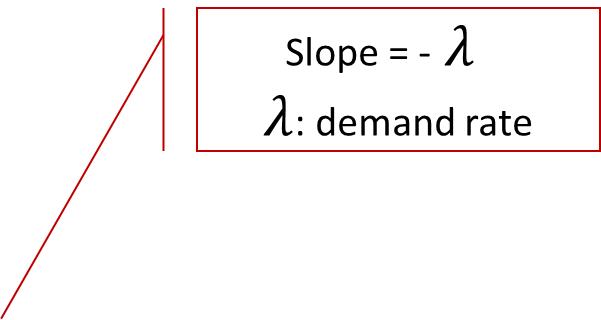 Slope = - λ
λ: demand rate